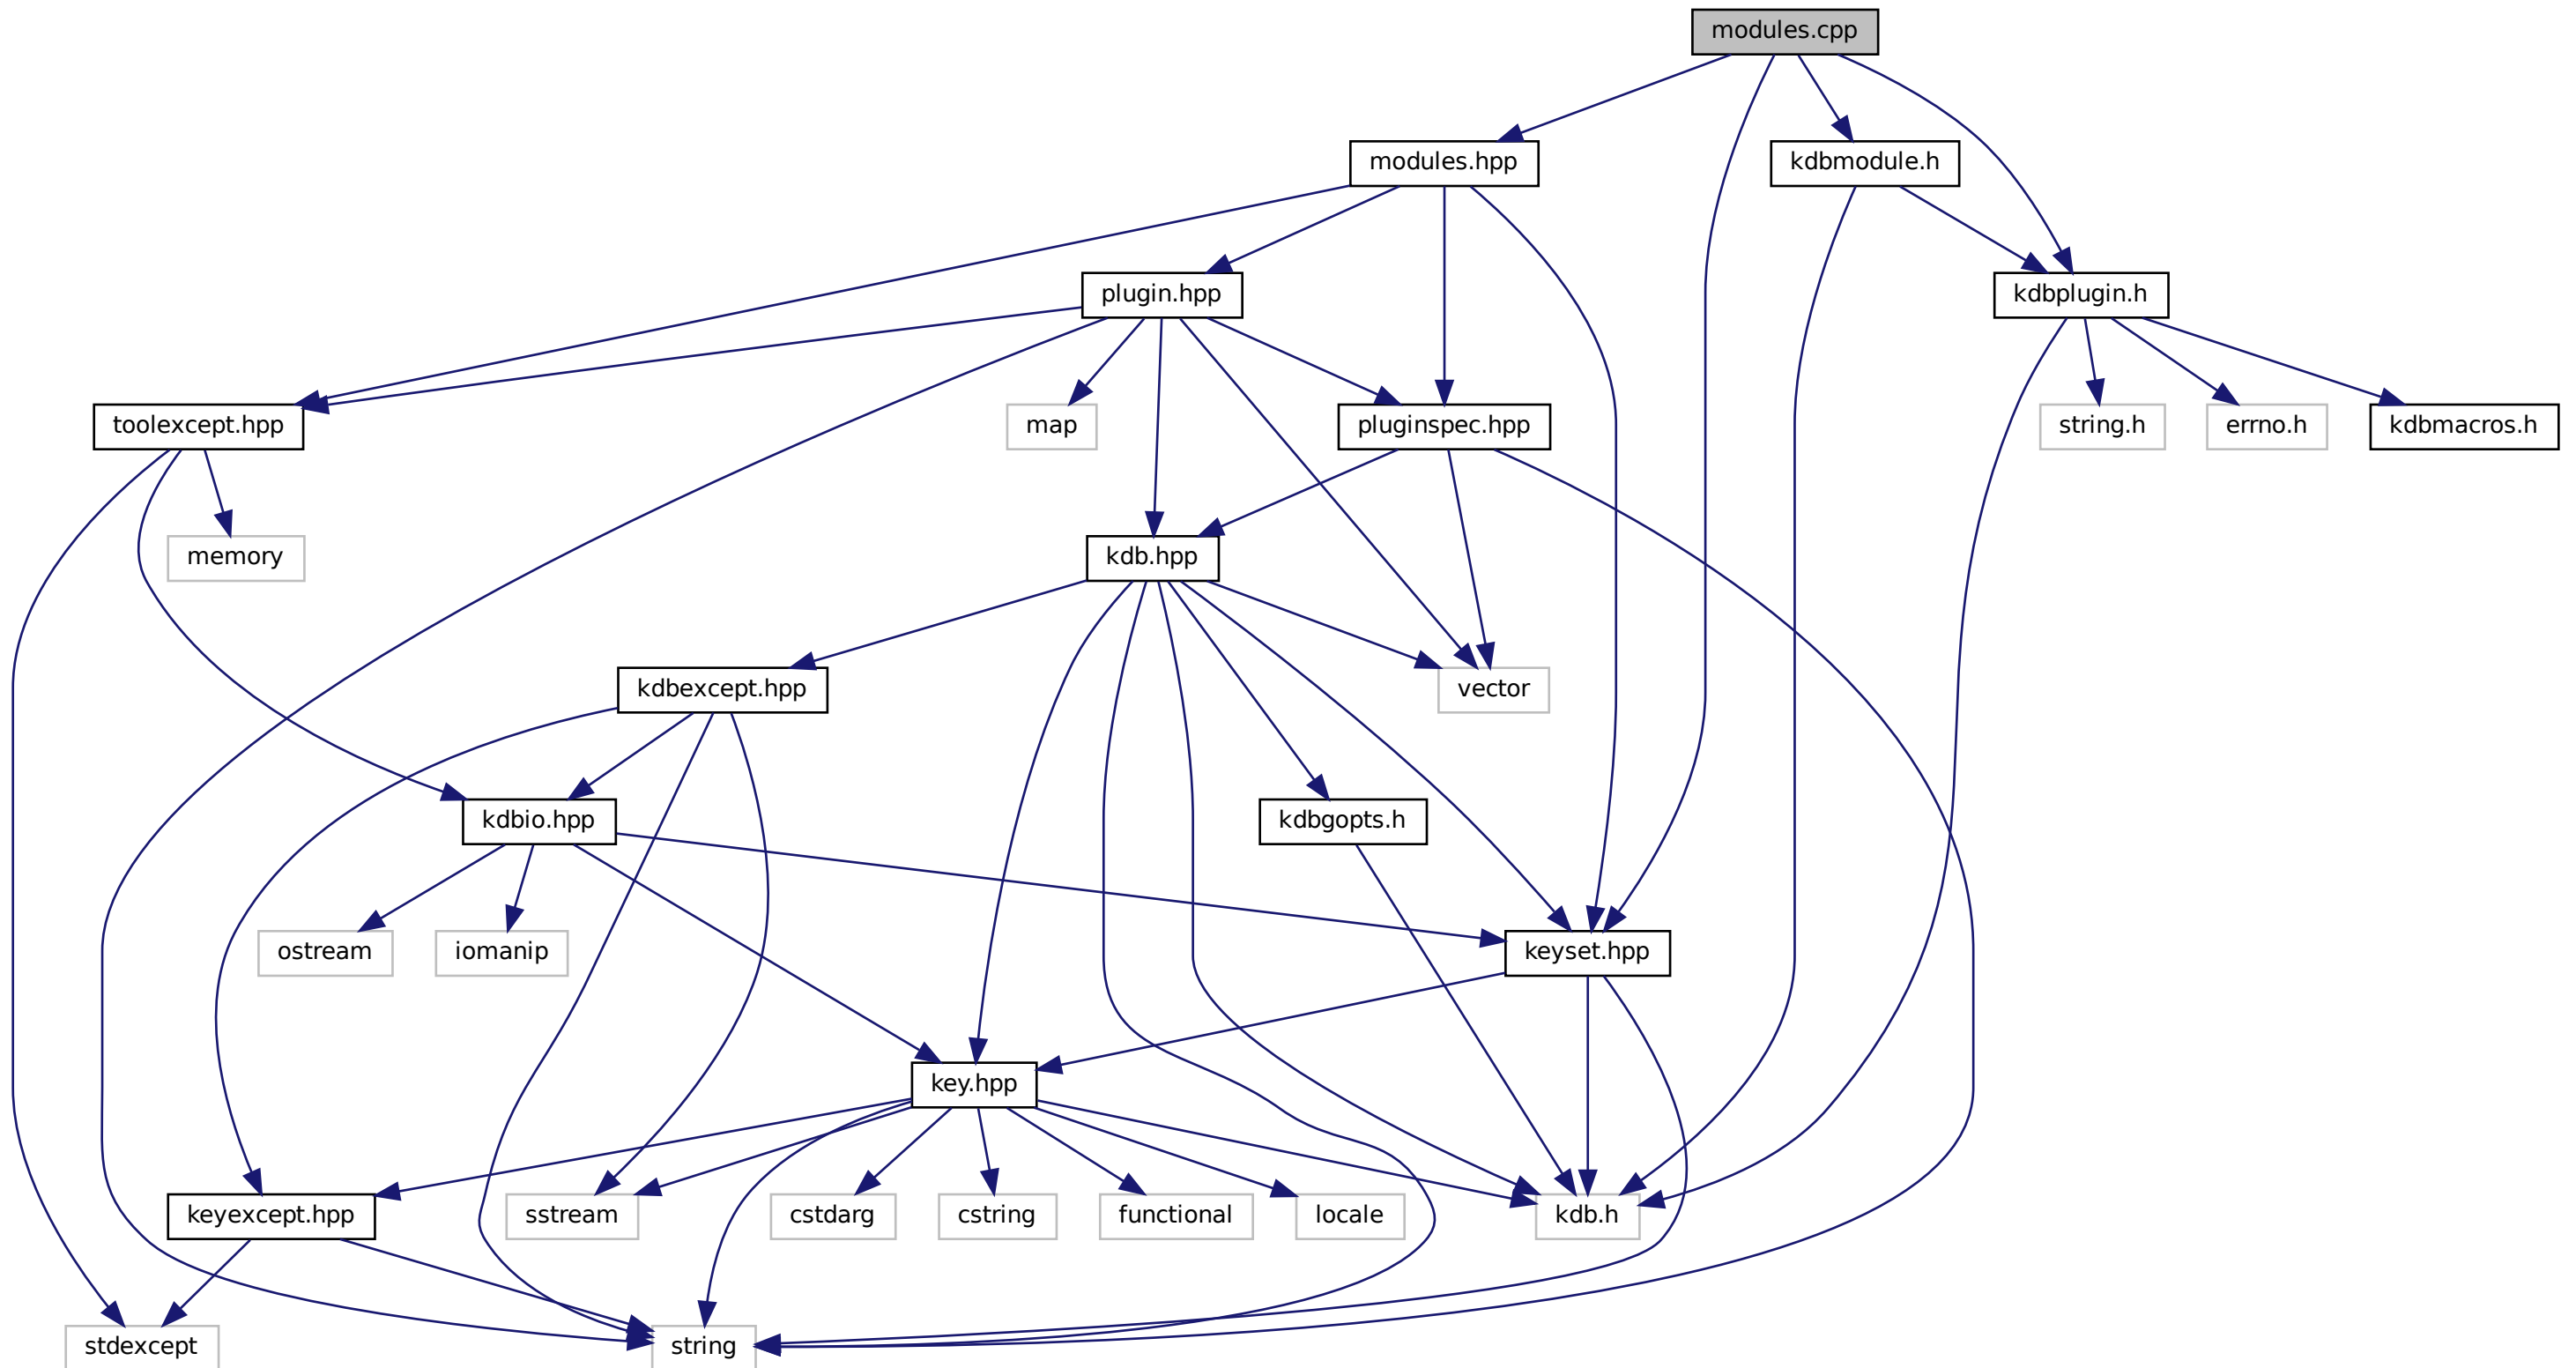 modules.cpp
modules.hpp
kdbmodule.h
plugin.hpp
kdbplugin.h
toolexcept.hpp
map
pluginspec.hpp
string.h
errno.h
kdbmacros.h
memory
kdb.hpp
kdbexcept.hpp
vector
kdbio.hpp
kdbgopts.h
ostream
iomanip
keyset.hpp
key.hpp
keyexcept.hpp
sstream
cstdarg
cstring
functional
locale
kdb.h
stdexcept
string